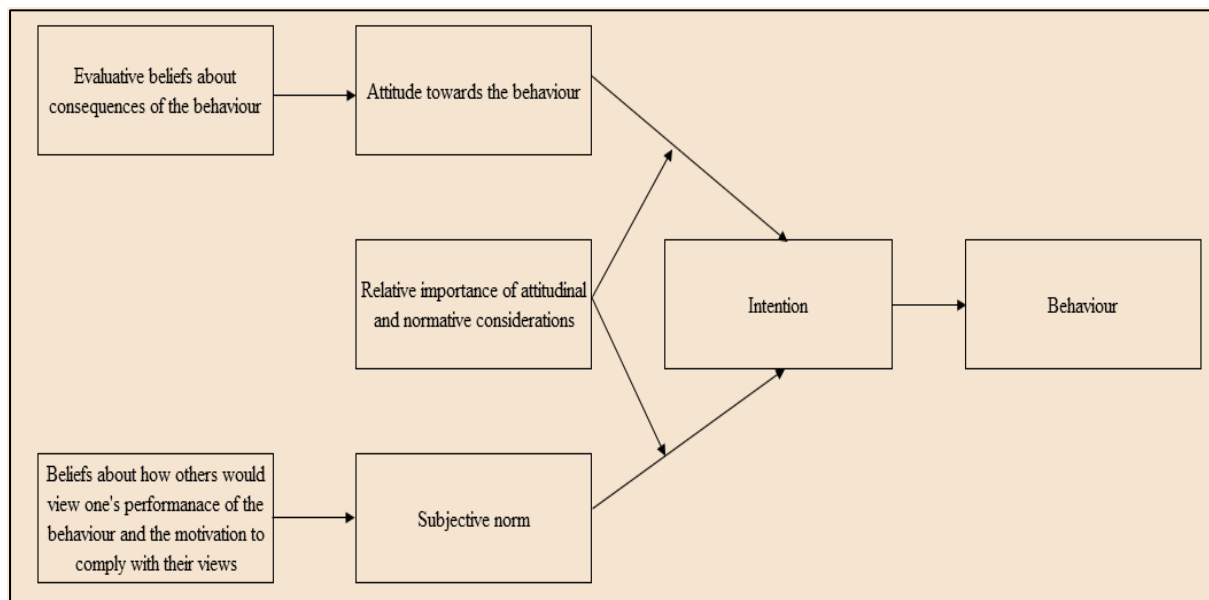 Evaluative beliefs about
consequences of the behaviour
Attitude towards the behaviour
Relative importance of attitudinal
and normative considerations
Intention
Behaviour
Beliefs about how others would
view one's performanace of the
behaviour and the motivation to
comply with their views
Subjective norm